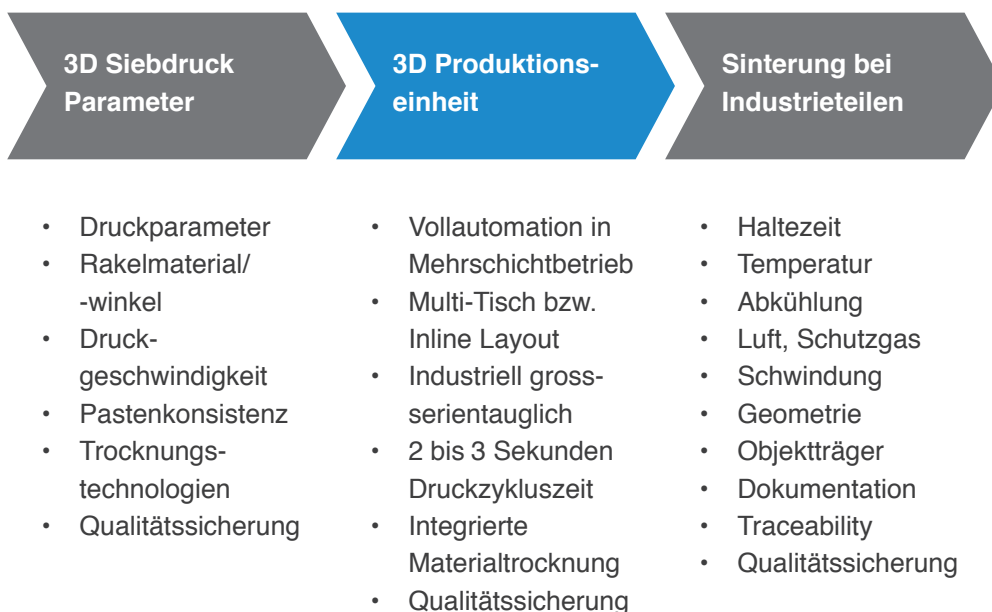 3D Siebdruck
Parameter
• Druckparameter
• Rakelmaterial/
-winkel
• Druck-
geschwindigkeit
• Pastenkonsistenz
• Trocknungs-
technologien
• Qualitätssicherung
3D Produktions-
einheit
• Vollautomation in
Mehrschichtbetrieb
• Multi-Tisch bzw.
Inline Layout
• Industriell gross-
serientauglich
• 2 bis 3 Sekunden
Druckzykluszeit
• Integrierte
Materialtrocknung
• Qualitätssicherung
Sinterung bei
Industrieteilen
• Haltezeit
• Temperatur
• Abkühlung
• Luft, Schutzgas
• Schwindung
• Geometrie
• Objektträger
• Dokumentation
• Traceability
• Qualitätssicherung